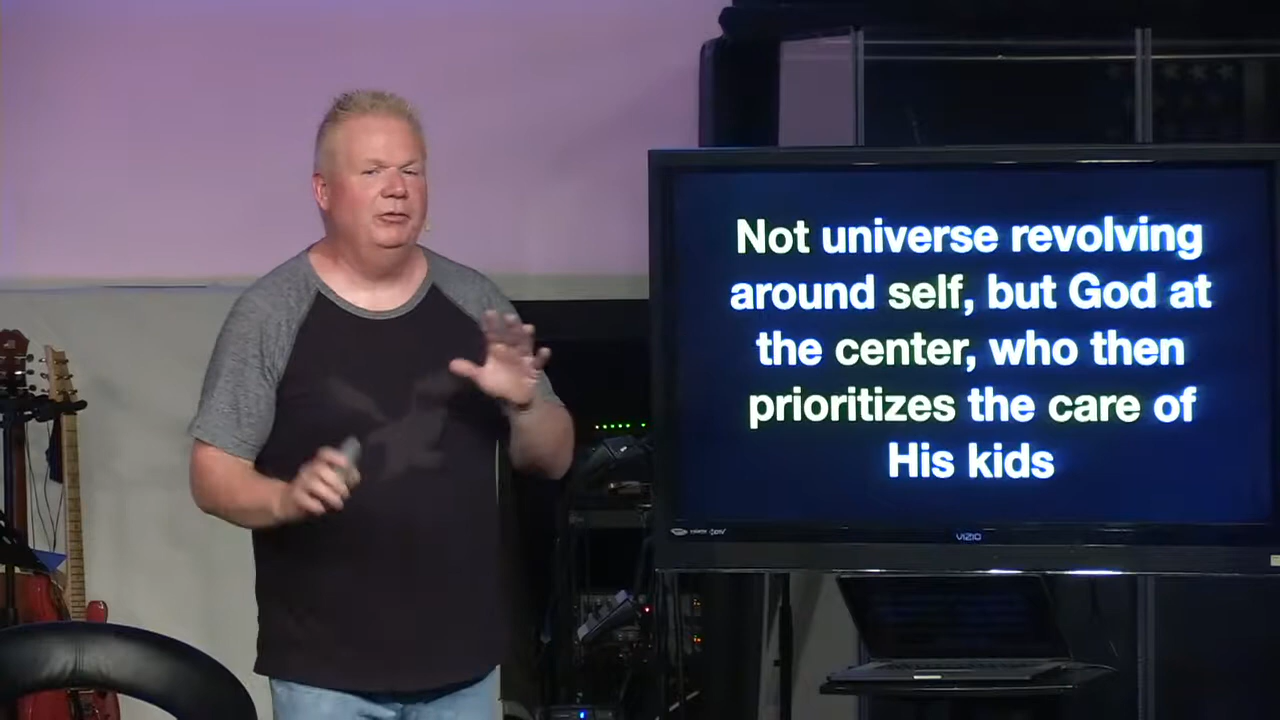 Not universe revolving
around self, but God at
the center, who then
prioritizes the care of
His kids
VIZIO